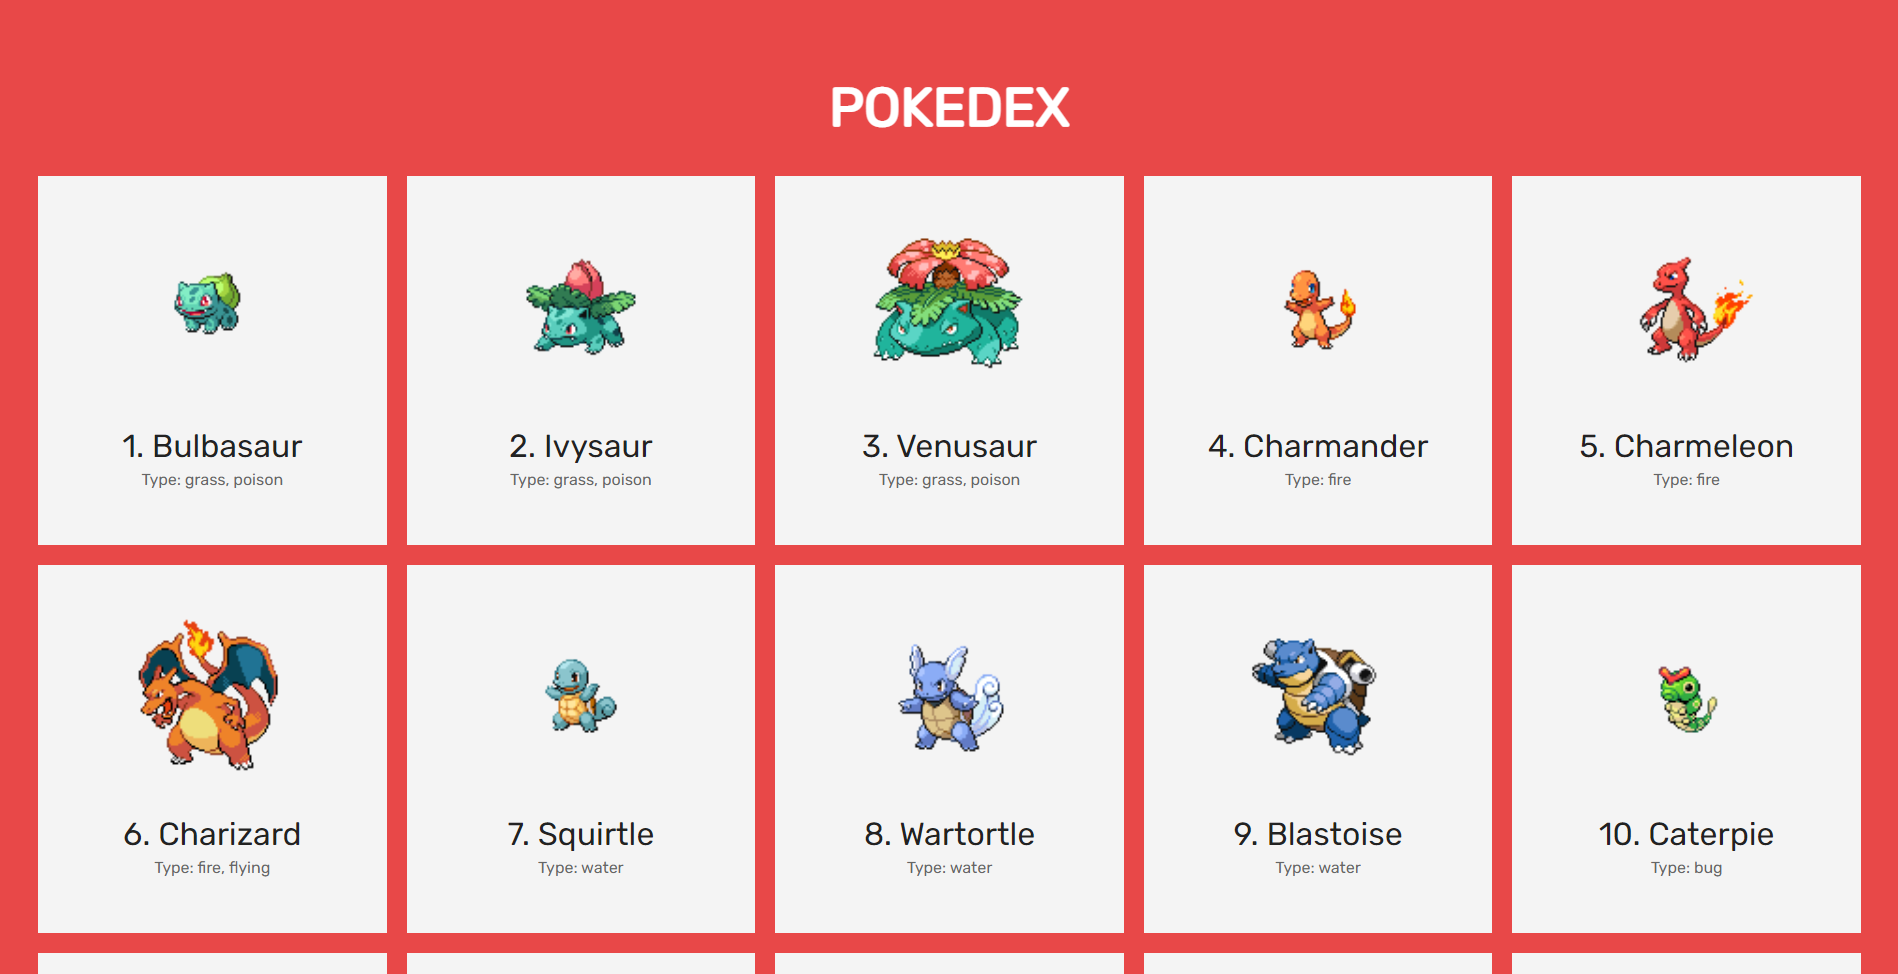 POKEDEX
1. Bulbasaur
Type: grass, poison
2. Ivysaur
Type: grass, poison
3. Venusaur
Type: grass, poison
4. Charmander
Type: fire
5. Charmeleon
Type: fire
6. Charizard
Type: fire, flying
7. Squirtle
Type: water
8. Wartortle
Type: water
9. Blastoise
Type: water
10. Caterpie
Type: bug